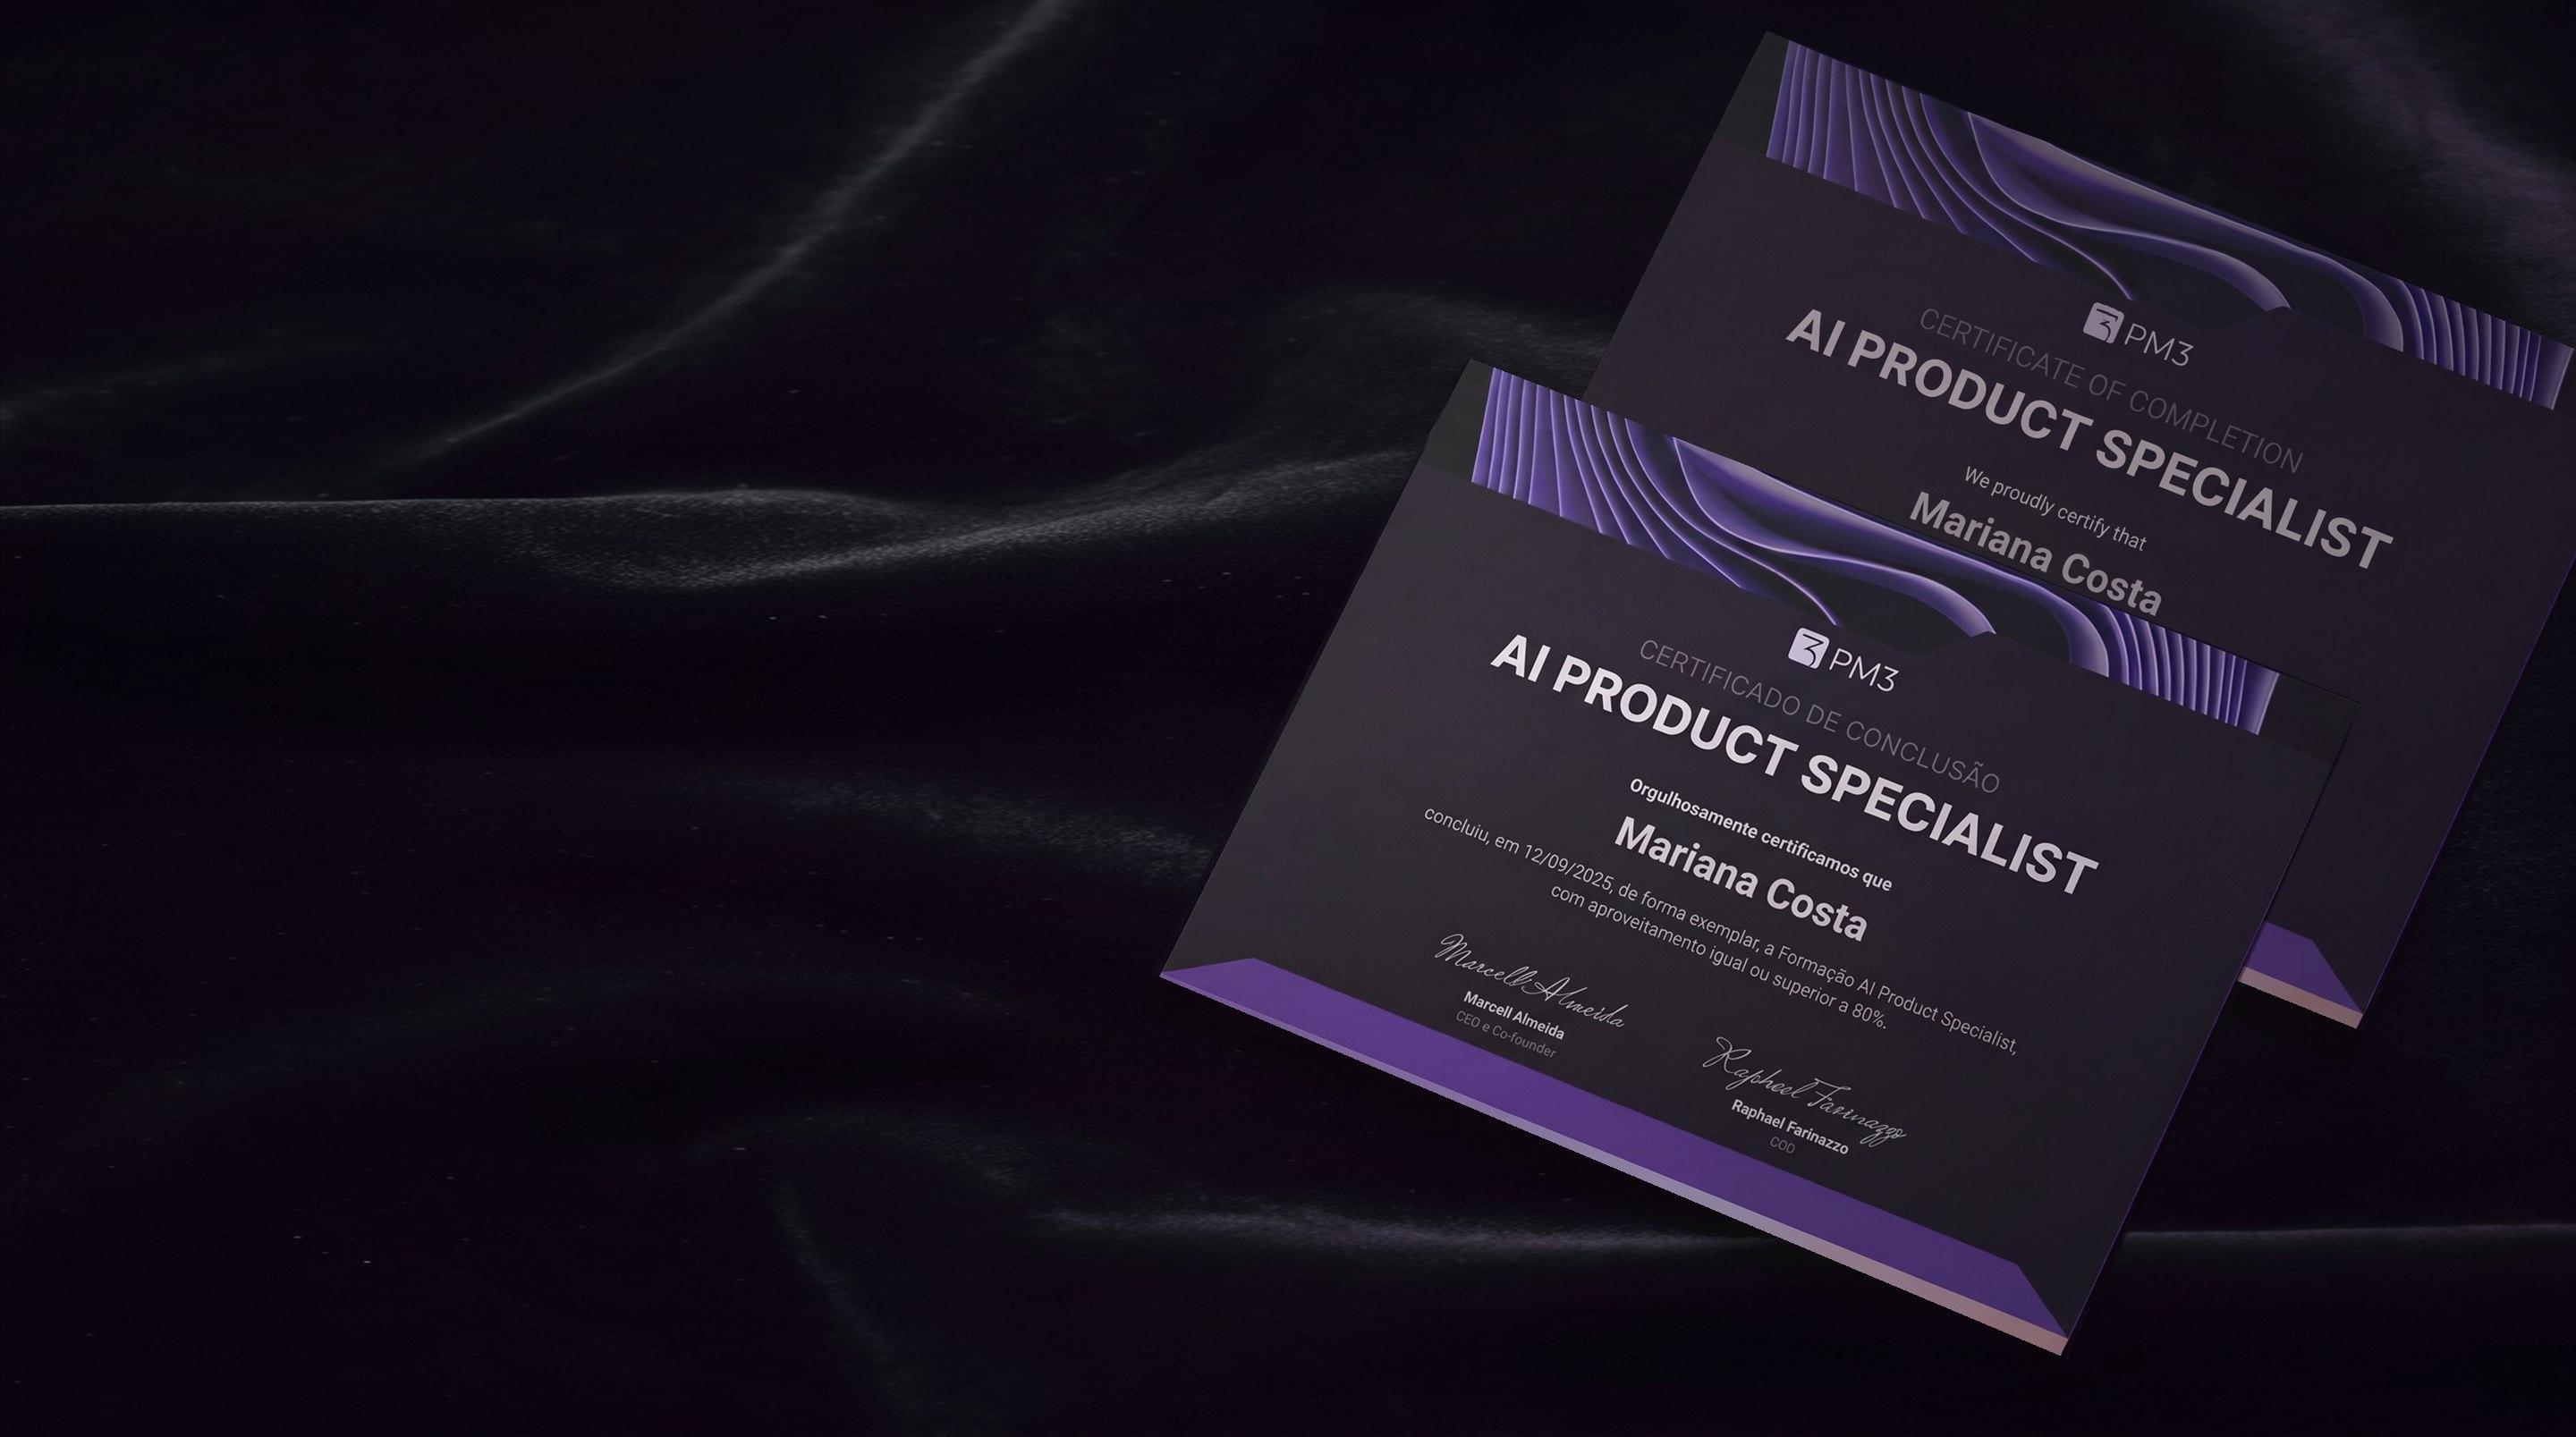 PM3
CERTIFICATE OF COMPLETION
AI PRODUCT SPECIALIST
We proudly certify that
Mariana Costa
PM3
CERTIFICADO DE CONCLUSÃO
AI PRODUCT SPECIALIST
Orgulhosamente certificamos que
Mariana Costa
concluiu, em 12/09/2025, de forma exemplar, a Formação AI Product Specialist,
com aproveitamento igual ou superior a 80%.
Marcell Almeida
Marcell Almeida
CEO e Co-founder
Raphael Farinazzo
Raphael Farinazzo
COO